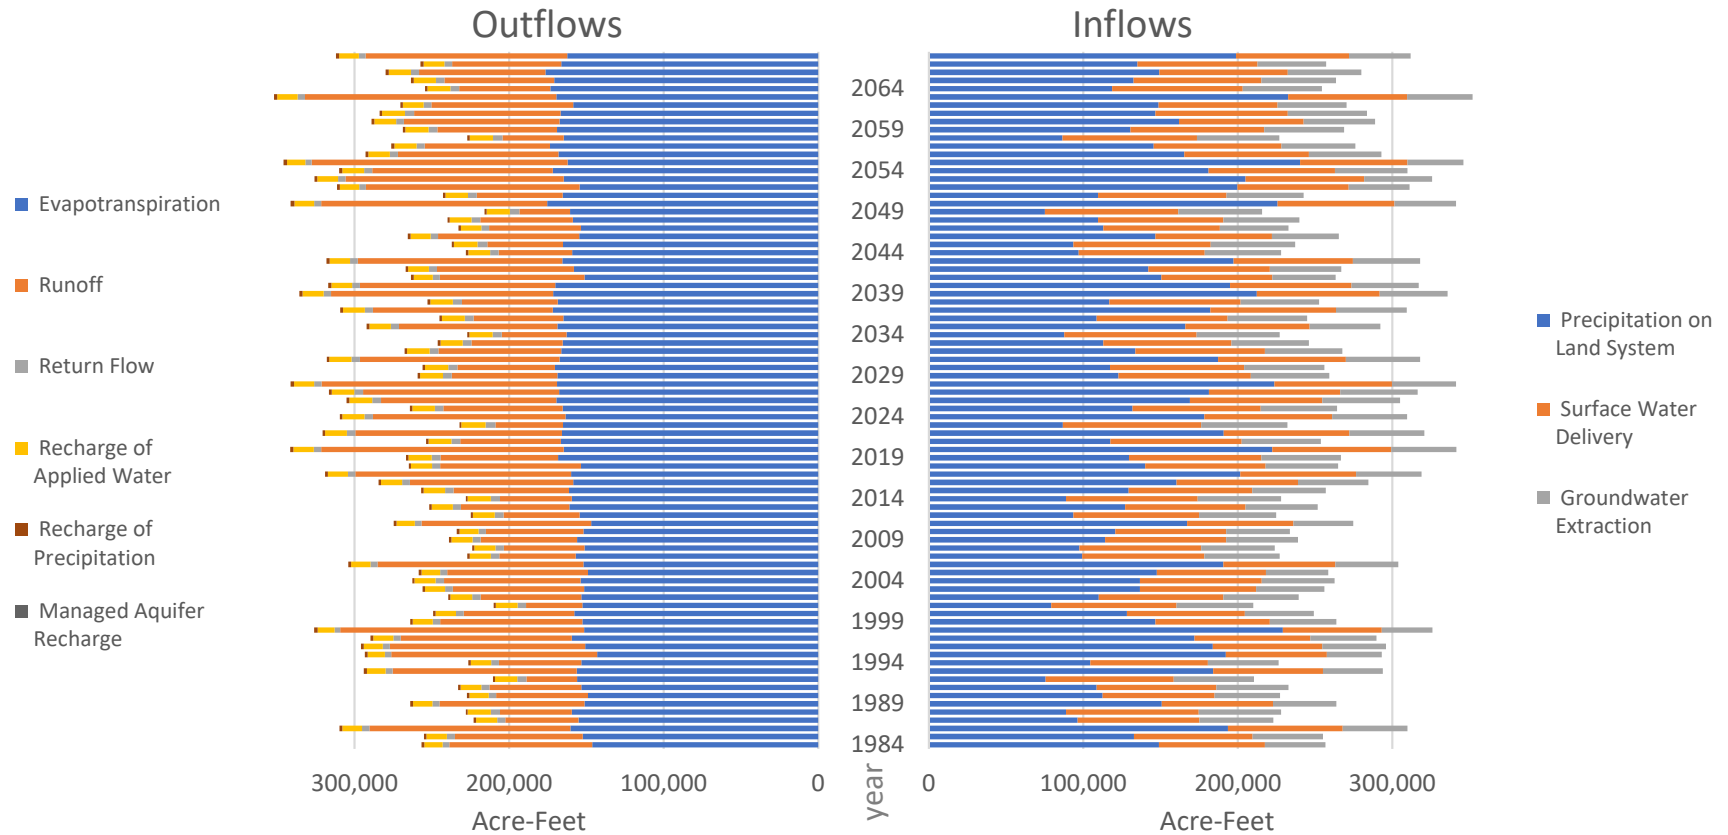 Outflows
Inflows
Evapotranspiration
Runoff
Return Flow
Recharge of
Applied Water
Recharge of
Precipitation
Managed Aquifer
Recharge
2064
2059
2054
2049
2044
2039
2034
2029
2024
2019
2014
2009
2004
1999
1994
1989
1984
year
Precipitation on
Land System
Surface Water
Delivery
Groundwater
Extraction
300,000
200,000
100,000
0
0
100,000
200,000
300,000
Acre-Feet
Acre-Feet